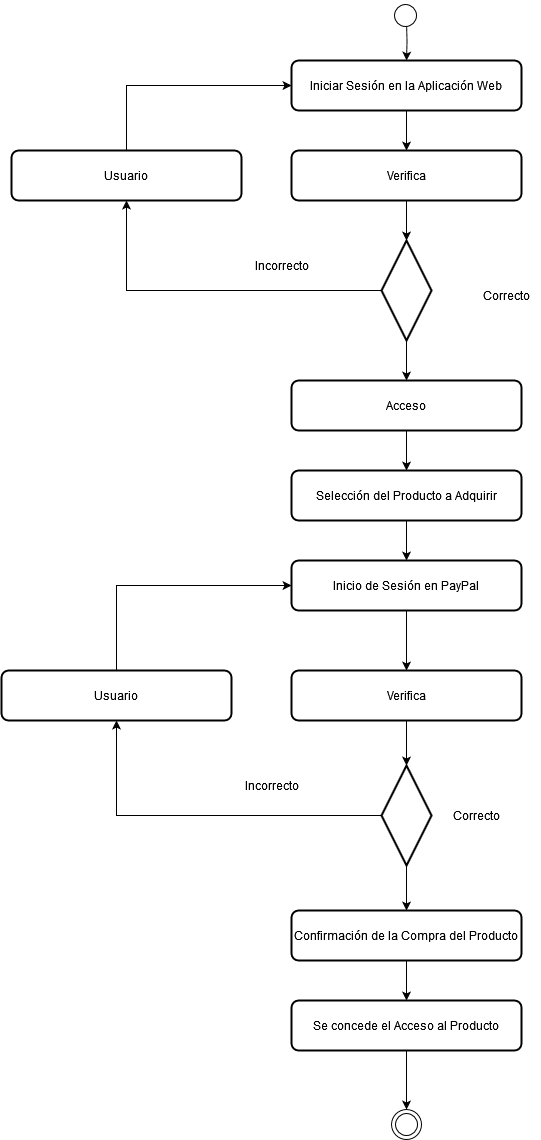 Iniciar Sesión en la Aplicación Web
Usuario
Verifica
Incorrecto
Correcto
Acceso
Selección del Producto a Adquirir
Inicio de Sesión en PayPal
Usuario
Verifica
Incorrecto
Correcto
Confirmación de la Compra del Producto
Se concede el Acceso al Producto